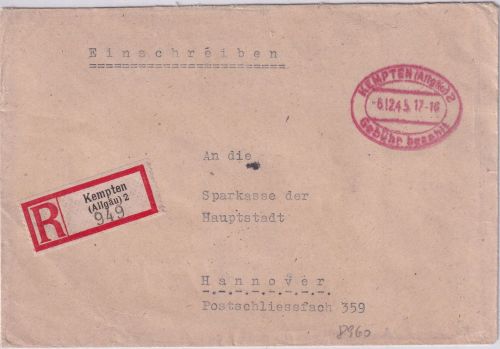 Einschreiben
KEMPTEN (Allgäu) 2
-6.12.45. 17-18
Gebühr bezahlt
An die
Sparkasse der
Hauptstadt
Hannover
Postschliessfach 359
R
Kempten
(Allgäu) 2
949
8960